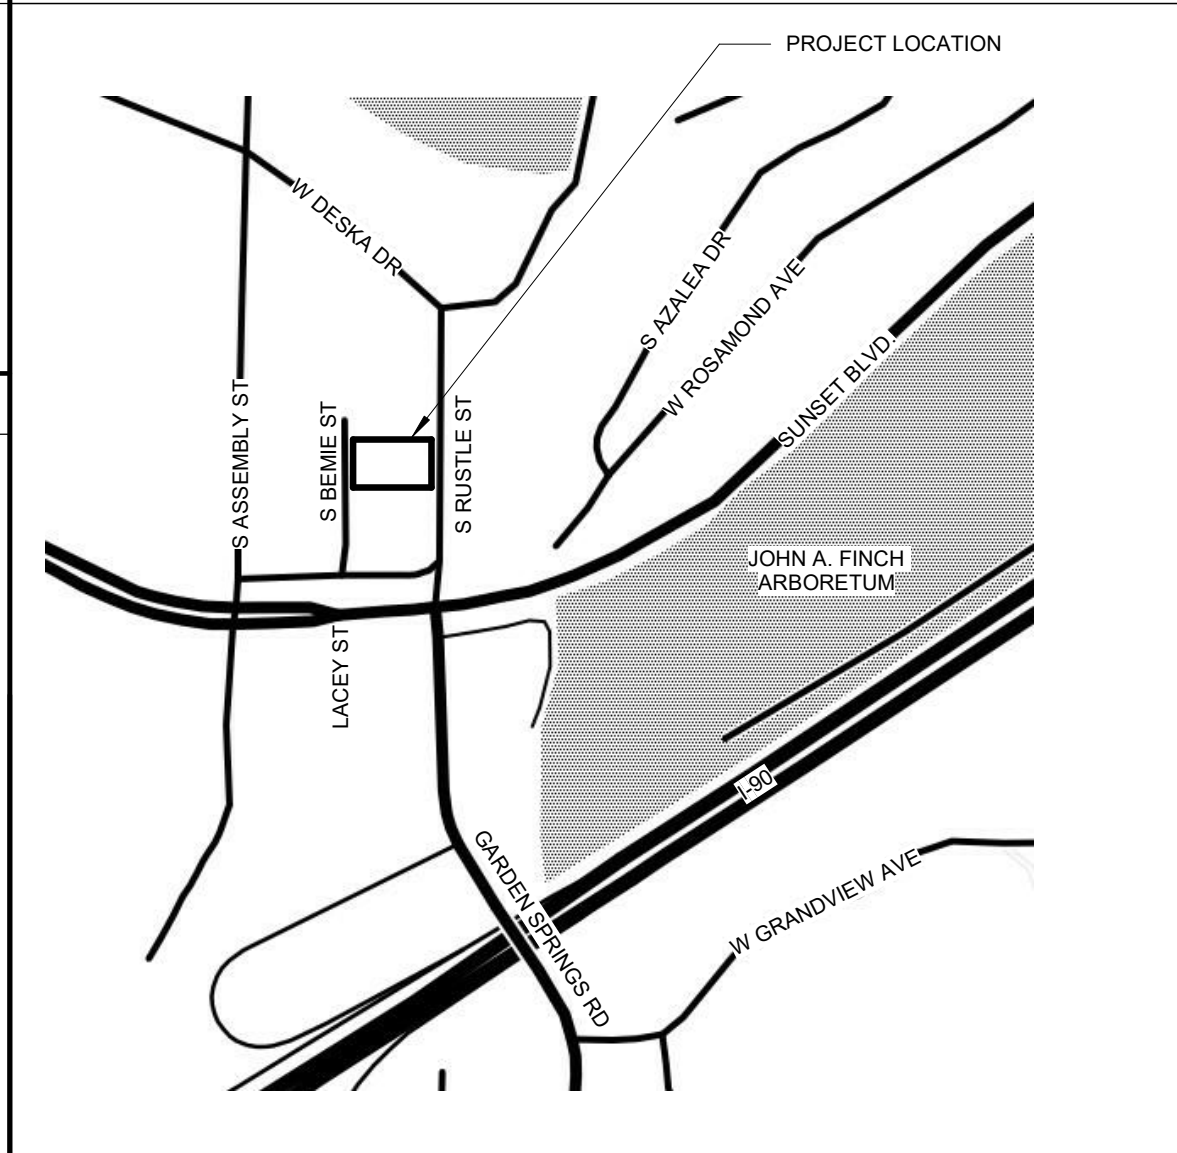 PROJECT LOCATION
W DESKA DR
S AZALEA DR
W ROSAMOND AVE
SUNSET BLVD.
S ASSEMBLY ST
S BEMIE ST
S RUSTLE ST
JOHN A. FINCH
ARBORETUM
LACEY ST
I-90
GARDEN SPRINGS RD
W GRANDVIEW AVE